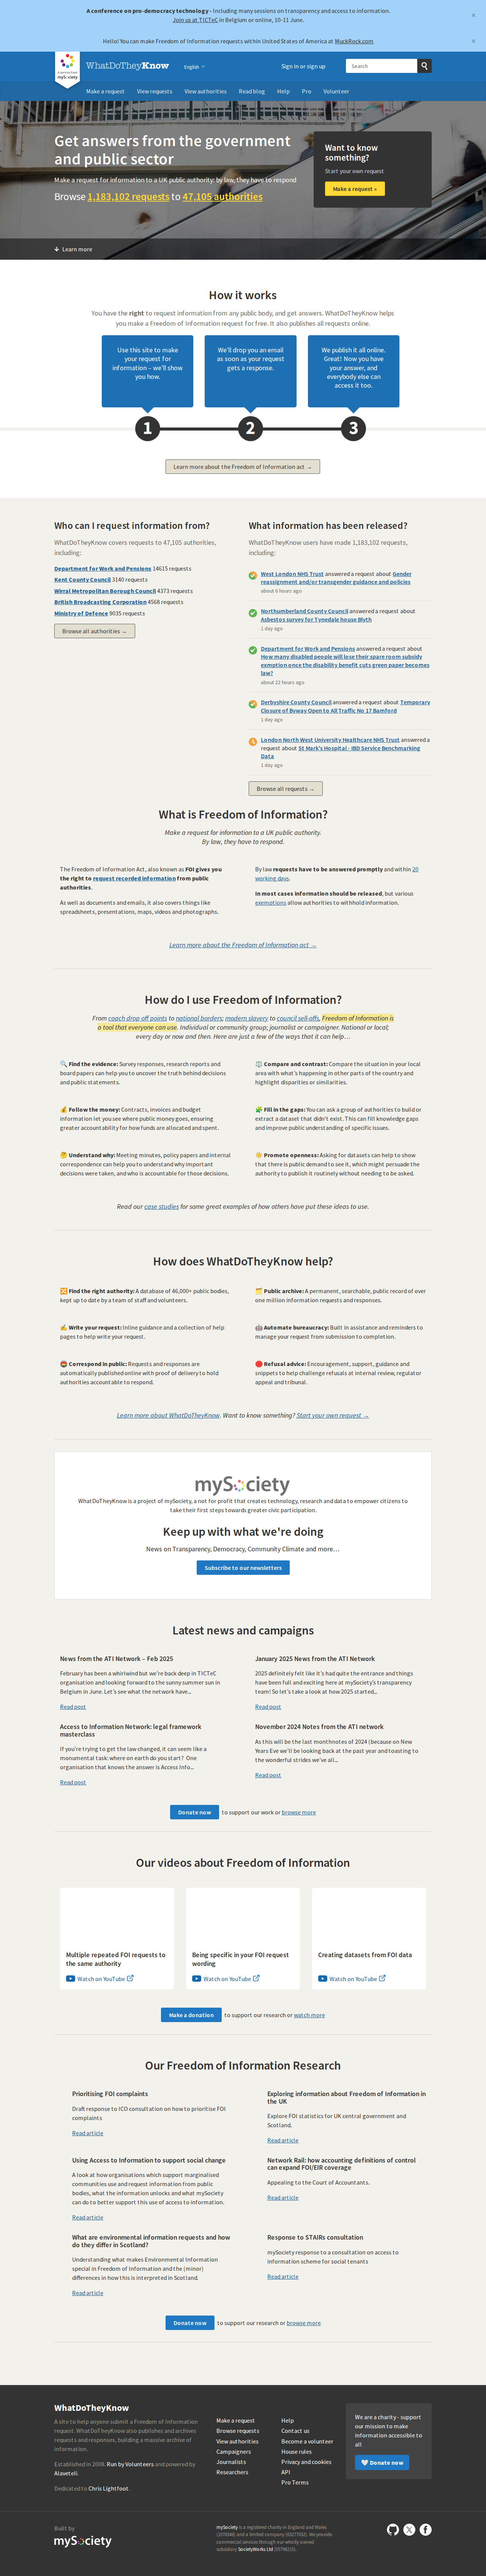 A conference on pro-democracy technology - Including many sessions on transparency and access to information.
Join us at TICTeC in Belgium or online, 10-11 June.
×
Hello! You can make Freedom of Information requests within United States of America at MuckRock.com
×
a service from
mySociety
WhatDoTheyKnow
English
Sign in or sign up
Search
Make a request
View requests
View authorities
Read blog
Help
Pro
Volunteer
Get answers from the government
and public sector
Make a request for information to a UK public authority; by law, they have to respond
Browse 1,183,102 requests to 47,105 authorities
Want to know
something?
Start your own request
Make a request »
Learn more
How it works
You have the right to request information from any public body, and get answers. WhatDoTheyKnow helps
you make a Freedom of Information request for free. It also publishes all requests online.
Use this site to make
your request for
information – we'll show
you how.
We'll drop you an email
as soon as your request
gets a response.
We publish it all online.
Great! Now you have
your answer, and
everybody else can
access it too.
1
2
3
Learn more about the Freedom of Information act →
Who can I request information from?
WhatDoTheyKnow covers requests to 47,105 authorities,
including:
Department for Work and Pensions 14615 requests
Kent County Council 3140 requests
Wirral Metropolitan Borough Council 4373 requests
British Broadcasting Corporation 4568 requests
Ministry of Defence 9035 requests
Browse all authorities →
What information has been released?
WhatDoTheyKnow users have made 1,183,102 requests,
including:
West London NHS Trust answered a request about Gender
reassignment and/or transgender guidance and policies
about 6 hours ago
Northumberland County Council answered a request about
Asbestos survey for Tynedale house Blyth
1 day ago
Department for Work and Pensions answered a request about
How many disabled people will lose their spare room subsidy
exmption once the disability benefit cuts green paper becomes
law?
about 22 hours ago
Derbyshire County Council answered a request about Temporary
Closure of Byway Open to All Traffic No 17 Bamford
1 day ago
London North West University Healthcare NHS Trust answered a
request about St Mark's Hospital - IBD Service Benchmarking
Data
1 day ago
Browse all requests →
What is Freedom of Information?
Make a request for information to a UK public authority.
By law, they have to respond.
The Freedom of Information Act, also known as FOI gives you
the right to request recorded information from public
authorities.
As well as documents and emails, it also covers things like
spreadsheets, presentations, maps, videos and photographs.
By law requests have to be answered promptly and within 20
working days.
In most cases information should be released, but various
exemptions allow authorities to withhold information.
Learn more about the Freedom of Information act →
How do I use Freedom of Information?
From coach drop off points to national borders; modern slavery to council sell-offs, Freedom of Information is
a tool that everyone can use. Individual or community group; journalist or campaigner. National or local;
every day or now and then. Here are just a few of the ways that it can help…
Find the evidence: Survey responses, research reports and
board papers can help you to uncover the truth behind decisions
and public statements.
Compare and contrast: Compare the situation in your local
area with what's happening in other parts of the country and
highlight disparities or similarities.
Follow the money: Contracts, invoices and budget
information let you see where public money goes, ensuring
greater accountability for how funds are allocated and spent.
Fill in the gaps: You can ask a group of authorities to build or
extract a dataset that didn't exist. This can fill knowledge gaps
and improve public understanding of specific issues.
Understand why: Meeting minutes, policy papers and internal
correspondence can help you to understand why important
decisions were taken, and who is accountable for those decisions.
Promote openness: Asking for datasets can help to show
that there is public demand to see it, which might persuade the
authority to publish it routinely without needing to be asked.
Read our case studies for some great examples of how others have put these ideas to use.
How does WhatDoTheyKnow help?
Find the right authority: A database of 46,000+ public bodies,
kept up to date by a team of staff and volunteers.
Public archive: A permanent, searchable, public record of over
one million information requests and responses.
Write your request: Inline guidance and a collection of help
pages to help write your request.
Automate bureaucracy: Built in assistance and reminders to
manage your request from submission to completion.
Correspond in public: Requests and responses are
automatically published online with proof of delivery to hold
authorities accountable to respond.
Refusal advice: Encouragement, support, guidance and
snippets to help challenge refusals at internal review, regulator
appeal and tribunal.
Learn more about WhatDoTheyKnow. Want to know something? Start your own request →
mySociety
WhatDoTheyKnow is a project of mySociety, a not for profit that creates technology, research and data to empower citizens to
take their first steps towards greater civic participation.
Keep up with what we're doing
News on Transparency, Democracy, Community Climate and more…
Subscribe to our newsletters
Latest news and campaigns
News from the ATI Network – Feb 2025
February has been a whirlwind but we're back deep in TICTeC
organisation and looking forward to the sunny summer sun in
Belgium in June. Let's see what the network have...
Read post
January 2025 News from the ATI Network
2025 definitely felt like it's had quite the entrance and things
have been full and exciting here at mySociety's transparency
team! So let's take a look at how 2025 started...
Read post
Access to Information Network: legal framework
masterclass
If you're trying to get the law changed, it can seem like a
monumental task: where on earth do you start?  One
organisation that knows the answer is Access Info...
Read post
November 2024 Notes from the ATI network
As this will be the last monthnotes of 2024 (because on New
Years Eve we'll be looking back at the past year and toasting to
the wonderful strides we've all...
Read post
Donate now to support our work or browse more
Our videos about Freedom of Information
Multiple repeated FOI requests to
the same authority
Watch on YouTube
Being specific in your FOI request
wording
Watch on YouTube
Creating datasets from FOI data
Watch on YouTube
Make a donation to support our research or watch more
Our Freedom of Information Research
Prioritising FOI complaints
Draft response to ICO consultation on how to prioritise FOI
complaints
Read article
Exploring information about Freedom of Information in
the UK
Explore FOI statistics for UK central government and
Scotland.
Read article
Using Access to Information to support social change
A look at how organisations which support marginalised
communities use and request information from public
bodies, what the information unlocks and what mySociety
can do to better support this use of access to information.
Read article
Network Rail: how accounting definitions of control
can expand FOI/EIR coverage
Appealing to the Court of Accountants.
Read article
What are environmental information requests and how
do they differ in Scotland?
Understanding what makes Environmental Information
special in Freedom of Information and the (minor)
differences in how this is interpreted in Scotland.
Read article
Response to STAIRs consultation
mySociety response to a consultation on access to
information scheme for social tenants
Read article
Donate now to support our research or browse more
WhatDoTheyKnow
A site to help anyone submit a Freedom of Information
request. WhatDoTheyKnow also publishes and archives
requests and responses, building a massive archive of
information.
Established in 2008. Run by Volunteers and powered by
Alaveteli.
Dedicated to Chris Lightfoot.
Make a request
Browse requests
View authorities
Campaigners
Journalists
Researchers
Help
Contact us
Become a volunteer
House rules
Privacy and cookies
API
Pro Terms
We are a charity - support
our mission to make
information accessible to
all
Donate now
Built by
mySociety
mySociety is a registered charity in England and Wales
(1076346) and a limited company (03277032). We provide
commercial services through our wholly owned
subsidiary SocietyWorks Ltd (05798215).